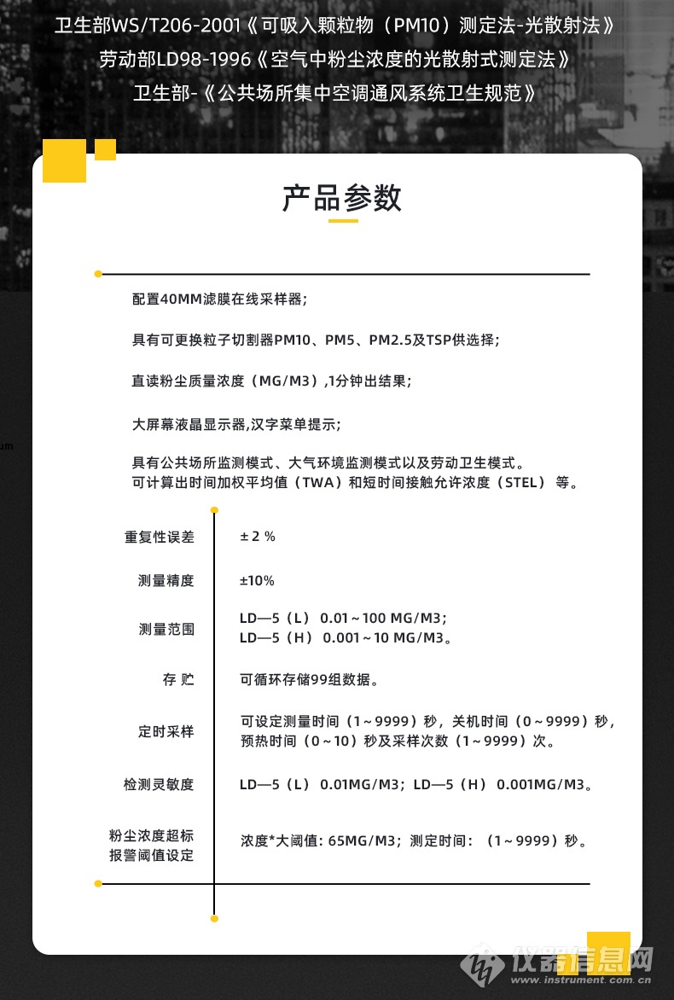 卫生部WS/T206-2001《可吸入颗粒物（PM10）测定法-光散射法》
劳动部LD98-1996《空气中粉尘浓度的光散射式测定法》
卫生部-《公共场所集中空调通风系统卫生规范》
产品参数
配置40MM滤膜在线采样器；
具有可更换粒子切割器PM10、PM5、PM2.5及TSP供选择；
直读粉尘质量浓度（MG/M3）,1分钟出结果；
大屏幕液晶显示器,汉字菜单提示；
um
具有公共场所监测模式、大气环境监测模式以及劳动卫生模式。
可计算出时间加权平均值（TWA）和短时间接触允许浓度（STEL） 等。
重复性误差 ± 2 %
测量精度 ±10%
测量范围
LD—5（L） 0.01~100 MG/M3；
LD—5（H） 0.001~10 MG/M3。
存 贮 可循环存储99组数据。
定时采样
可设定测量时间（1~9999）秒，关机时间（0~9999）秒，
预热时间（0~10）秒及采样次数（1~9999）次。
检测灵敏度 LD—5（L） 0.01MG/M3；LD—5（H） 0.001MG/M3。
粉尘浓度超标
报警阈值设定
浓度*大阈值: 65MG/M3；测定时间：（1~9999）秒。
仪器信息网
www.instrument.com.cn